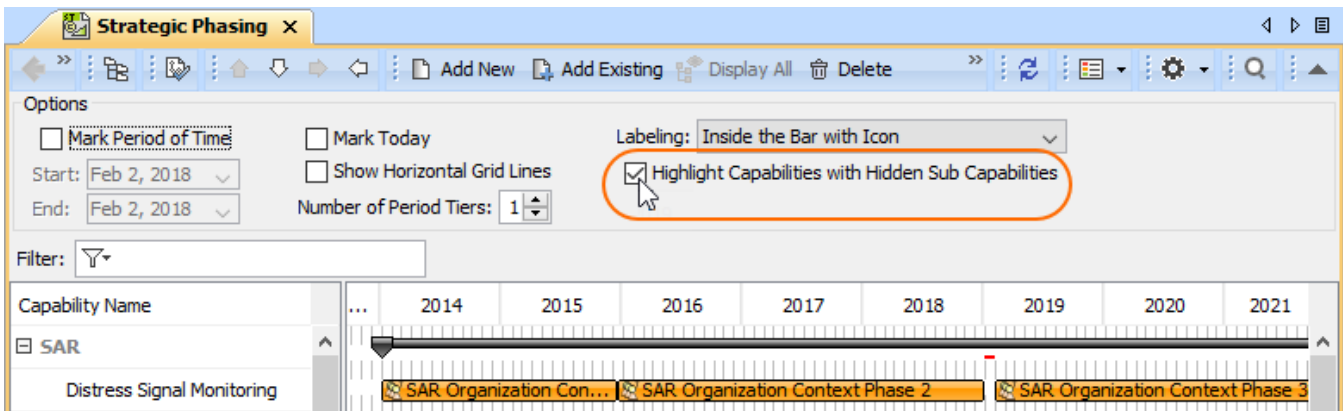 Strategic Phasing
Add New Add Existing Display All Delete
Options
Mark Period of Time Mark Today Labeling: Inside the Bar with Icon
Start: Feb 2, 2018 Show Horizontal Grid Lines Highlight Capabilities with Hidden Sub Capabilities
End: Feb 2, 2018 Number of Period Tiers: 1
Filter:
Capability Name ... 2014 2015 2016 2017 2018 2019 2020 2021
SAR
Distress Signal Monitoring SAR Organization Con... SAR Organization Context Phase 2 SAR Organization Context Phase 3